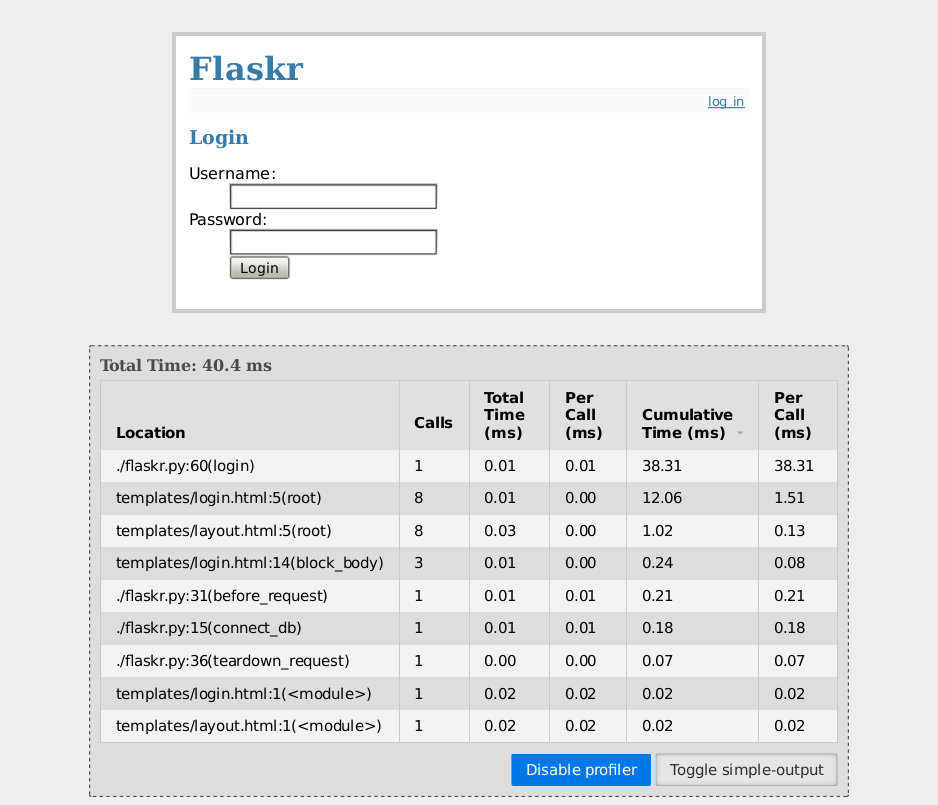 Flaskr
log in
Login
Username:
Password:
Login
Total Time: 40.4 ms
Location Calls Total Time (ms) Per Call (ms) Cumulative Time (ms) Per Call (ms)
./flaskr.py:60(login) 1 0.01 0.01 38.31 38.31
templates/login.html:5(root) 8 0.01 0.00 12.06 1.51
templates/layout.html:5(root) 8 0.03 0.00 1.02 0.13
templates/login.html:14(block_body) 3 0.01 0.00 0.24 0.08
./flaskr.py:31(before_request) 1 0.01 0.01 0.21 0.21
./flaskr.py:15(connect_db) 1 0.01 0.01 0.18 0.18
./flaskr.py:36(teardown_request) 1 0.00 0.00 0.07 0.07
templates/login.html:1(<module>) 1 0.02 0.02 0.02 0.02
templates/layout.html:1(<module>) 1 0.02 0.02 0.02 0.02
Disable profiler Toggle simple-output